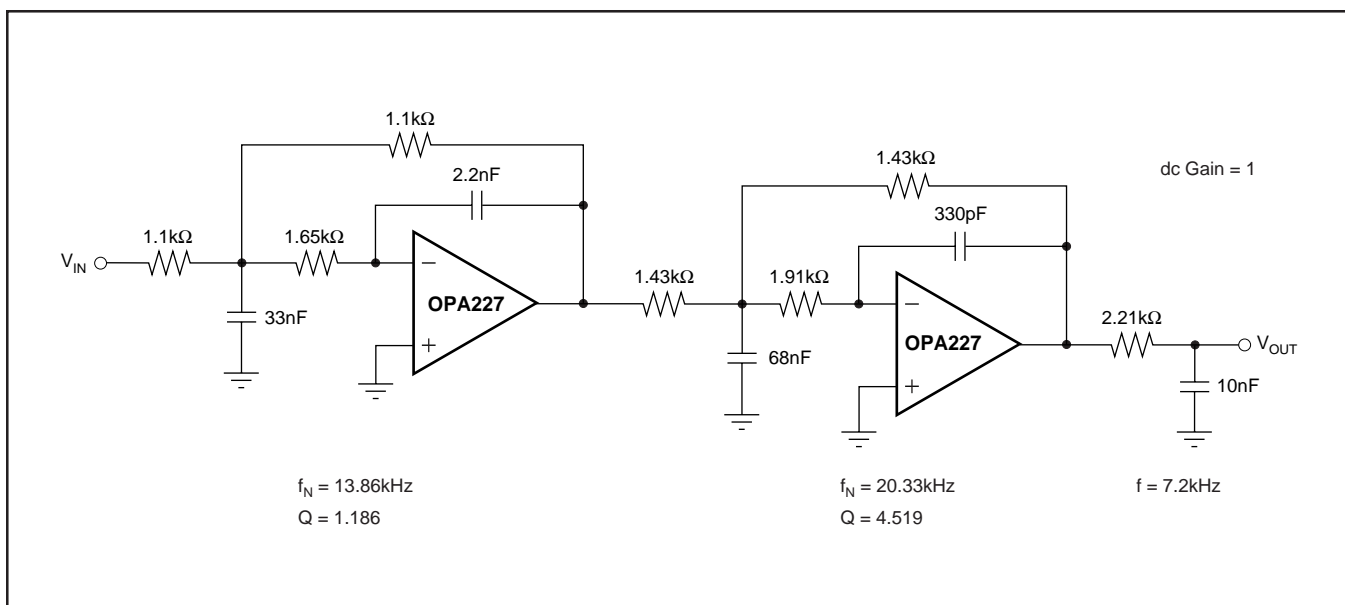 1.1kΩ
2.2nF
1.1kΩ
1.65kΩ
V_IN
33nF
−
+
OPA227
1.43kΩ
dc Gain = 1
330pF
1.43kΩ
1.91kΩ
68nF
−
+
OPA227
2.21kΩ
V_OUT
10nF
f_N = 13.86kHz
Q = 1.186
f_N = 20.33kHz
Q = 4.519
f = 7.2kHz